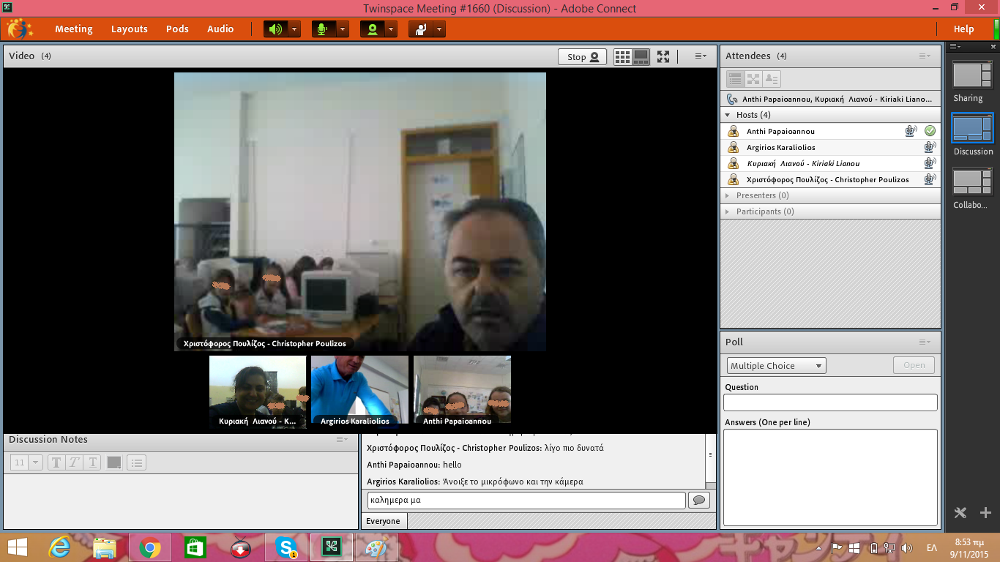 Twinspace Meeting #1660 (Discussion) - Adobe Connect
Meeting Layouts Pods Audio Help
Video (4)
Stop
Χριστόφορος Πουλίζος - Christopher Poulizos
Κυριακή Λιανού - K...
Argirios Karaliolios
Anthi Papaioannou
Attendees (4)
Anthi Papaioannou, Κυριακή Λιανού - Kiriaki Liano...
Hosts (4)
Anthi Papaioannou
Argirios Karaliolios
Κυριακή Λιανού - Kiriaki Lianou
Χριστόφορος Πουλίζος - Christopher Poulizos
Presenters (0)
Participants (0)
Sharing
Discussion
Collabo...
Poll
Multiple Choice
Open
Question
Answers (One per line)
Discussion Notes
11 T T T
Χριστόφορος Πουλίζος - Christopher Poulizos: λίγο πιο δυνατά
Anthi Papaioannou: hello
Argirios Karaliolios: Άνοιξε το μικρόφωνο και την κάμερα
καλημερα μα
Everyone
1
ΕΛ
8:53 πμ
9/11/2015